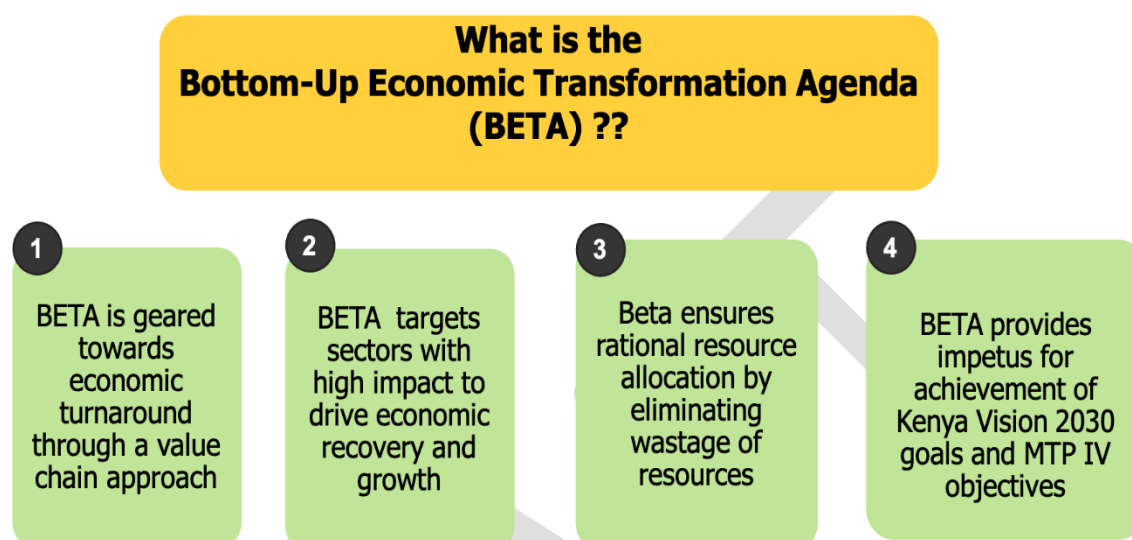 What is the
Bottom-Up Economic Transformation Agenda
(BETA) ??
1
BETA is geared
towards
economic
turnaround
through a value
chain approach
2
BETA targets
sectors with
high impact to
drive economic
recovery and
growth
3
Beta ensures
rational resource
allocation by
eliminating
wastage of
resources
4
BETA provides
impetus for
achievement of
Kenya Vision 2030
goals and MTP IV
objectives